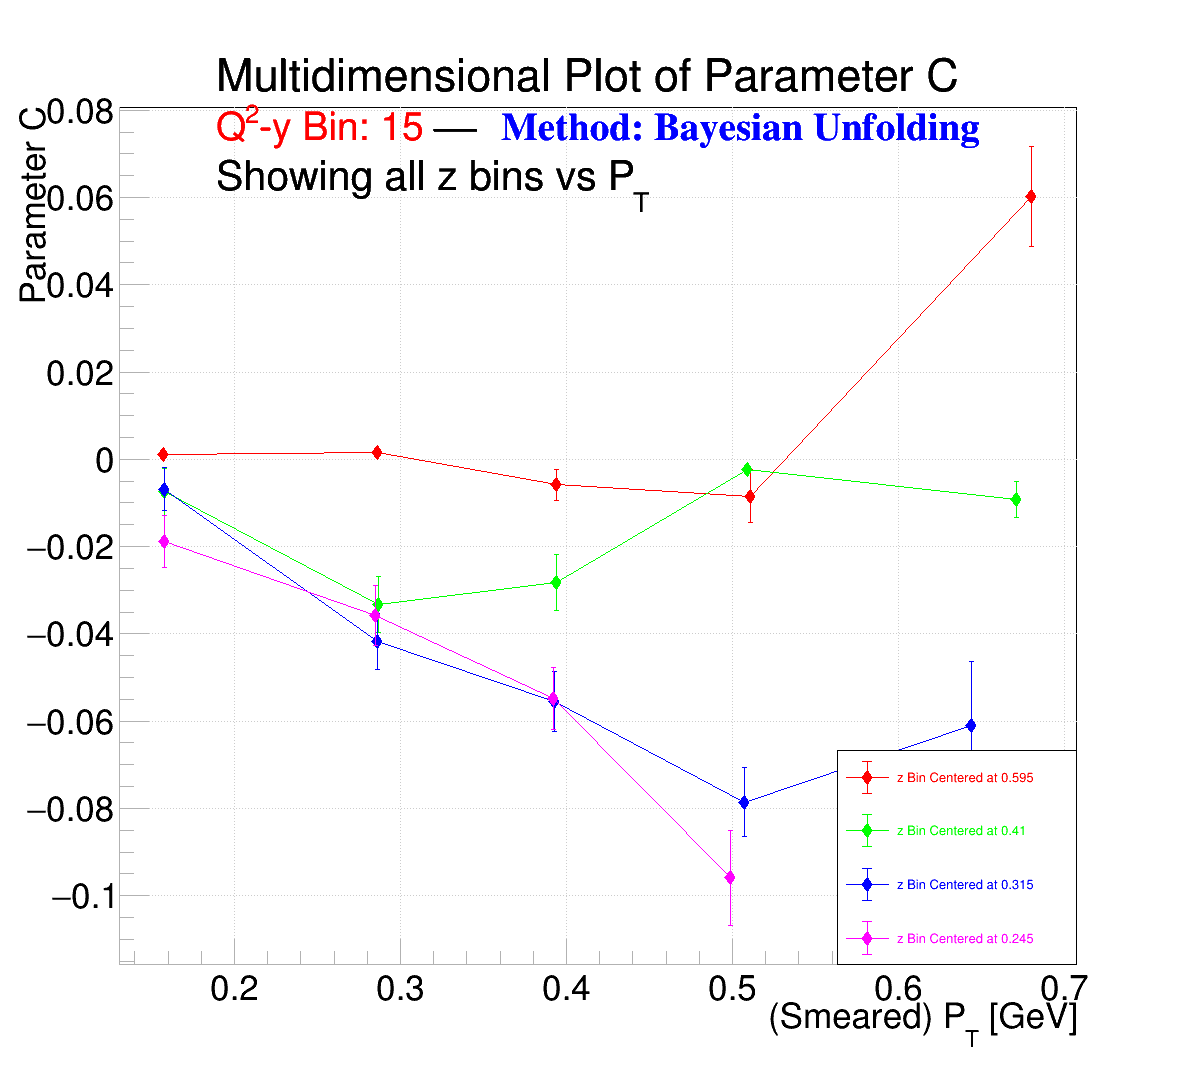 Multidimensional Plot of Parameter C
Q²-y Bin: 15 — Method: Bayesian Unfolding
Showing all z bins vs P_T
Parameter C
0.08
0.06
0.04
0.02
0
−0.02
−0.04
−0.06
−0.08
−0.1
z Bin Centered at 0.595
z Bin Centered at 0.41
z Bin Centered at 0.315
z Bin Centered at 0.245
0.2 0.3 0.4 0.5 0.6 0.7
(Smeared) P_T [GeV]